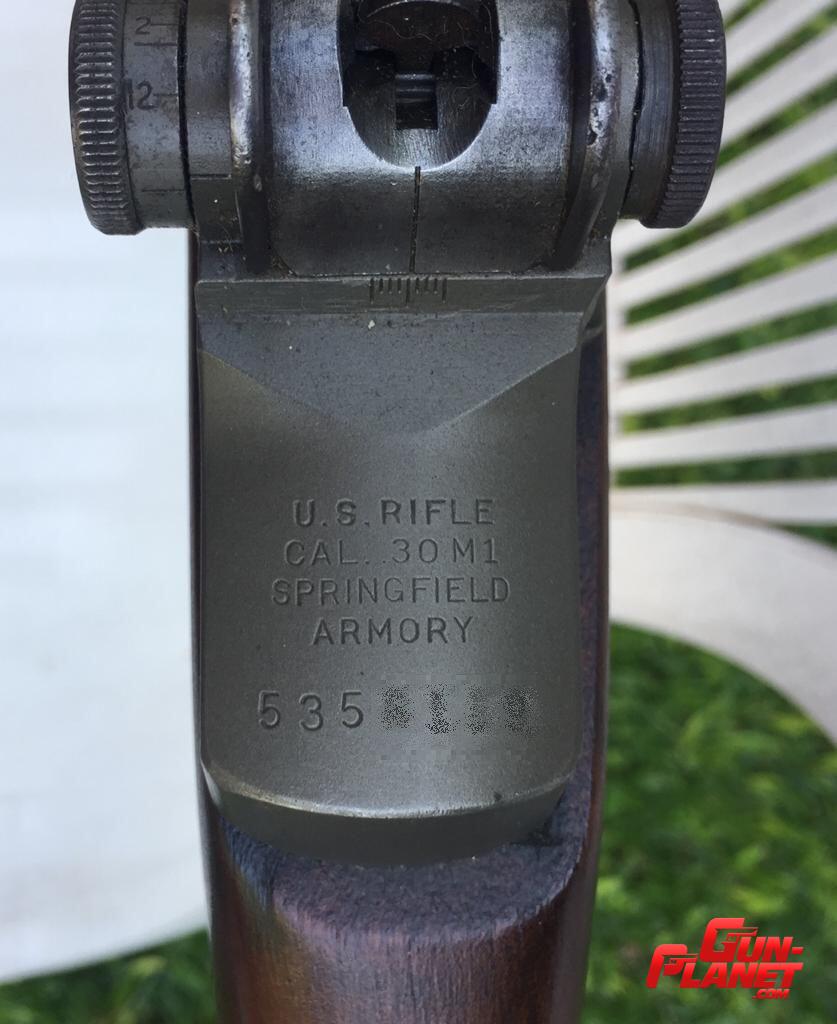 2
12
U.S. RIFLE
CAL. .30 M1
SPRINGFIELD
ARMORY
535
GUN-
PLANET
.COM